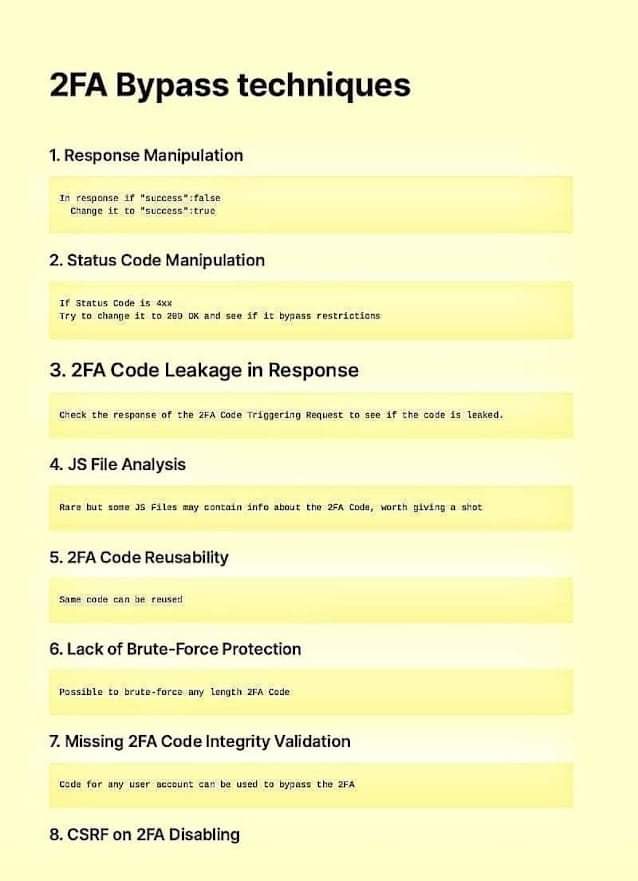 2FA Bypass techniques
1. Response Manipulation
In response if "success":false
Change it to "success":true
2. Status Code Manipulation
If Status Code is 4xx
Try to change it to 200 OK and see if it bypass restrictions
3. 2FA Code Leakage in Response
Check the response of the 2FA Code Triggering Request to see if the code is leaked.
4. JS File Analysis
Rare but some JS Files may contain info about the 2FA Code, worth giving a shot
5. 2FA Code Reusability
Same code can be reused
6. Lack of Brute-Force Protection
Possible to brute-force any length 2FA Code
7. Missing 2FA Code Integrity Validation
Code for any user account can be used to bypass the 2FA
8. CSRF on 2FA Disabling